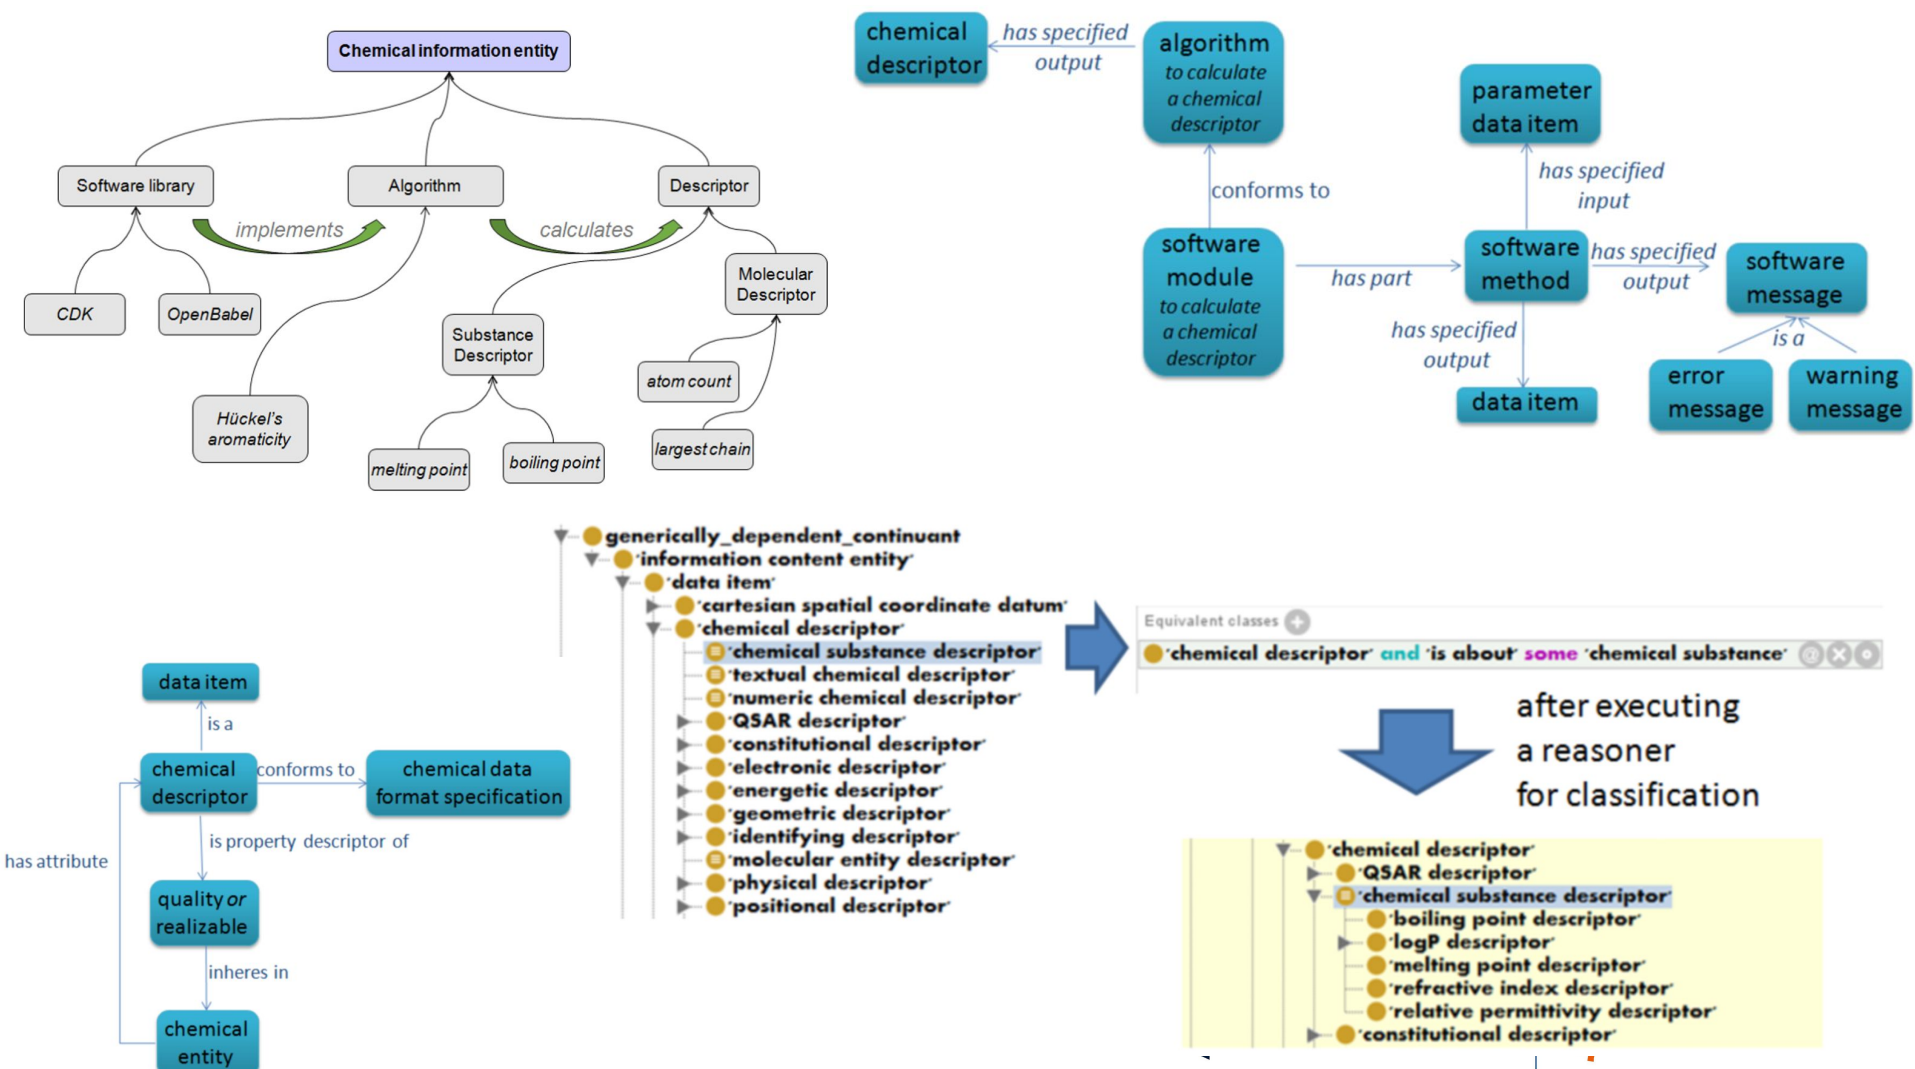 Chemical information entity
Software library
Algorithm
Descriptor
implements
calculates
CDK
OpenBabel
Molecular
Descriptor
Substance
Descriptor
atom count
Hückel's
aromaticity
melting point
boiling point
largest chain
chemical
descriptor
has specified
output
algorithm
to calculate
a chemical
descriptor
parameter
data item
conforms to
has specified
input
software
module
to calculate
a chemical
descriptor
has part
software
method
has specified
output
software
message
has specified
output
is a
data item
error
message
warning
message
data item
is a
chemical
descriptor
conforms to
chemical data
format specification
is property descriptor of
has attribute
quality or
realizable
inheres in
chemical
entity
generically_dependent_continuant
'information content entity'
'data item'
'cartesian spatial coordinate datum'
'chemical descriptor'
'chemical substance descriptor'
'textual chemical descriptor'
'numeric chemical descriptor'
'QSAR descriptor'
'constitutional descriptor'
'electronic descriptor'
'energetic descriptor'
'geometric descriptor'
'identifying descriptor'
'molecular entity descriptor'
'physical descriptor'
'positional descriptor'
Equivalent classes
'chemical descriptor' and 'is about' some 'chemical substance'
after executing
a reasoner
for classification
'chemical descriptor'
'QSAR descriptor'
'chemical substance descriptor'
'boiling point descriptor'
'logP descriptor'
'melting point descriptor'
'refractive index descriptor'
'relative permittivity descriptor'
'constitutional descriptor'